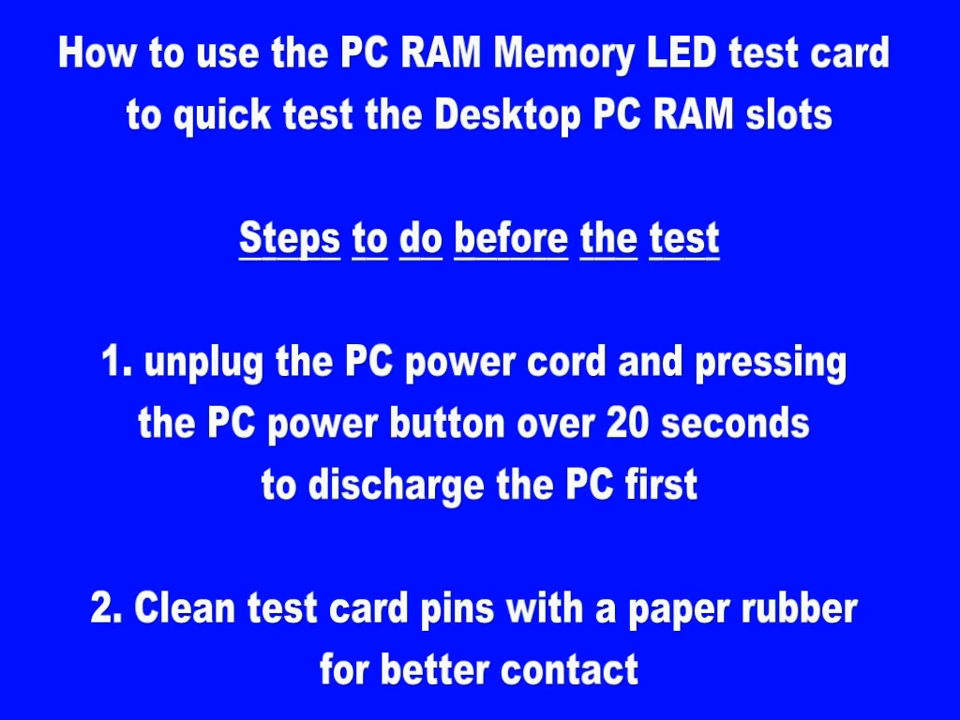 How to use the PC RAM Memory LED test card
to quick test the Desktop PC RAM slots
Steps to do before the test
1. unplug the PC power cord and pressing
the PC power button over 20 seconds
to discharge the PC first
2. Clean test card pins with a paper rubber
for better contact